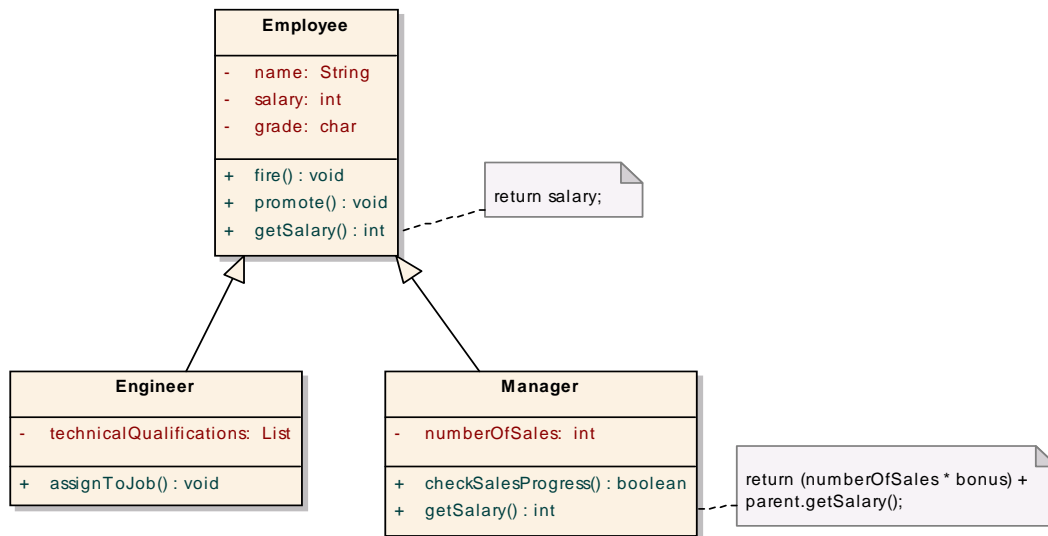 Employee
- name: String
- salary: int
- grade: char
+ fire() : void
+ promote() : void
+ getSalary() : int
return salary;
Engineer
- technicalQualifications: List
+ assignToJob() : void
Manager
- numberOfSales: int
+ checkSalesProgress() : boolean
+ getSalary() : int
return (numberOfSales * bonus) +
parent.getSalary();